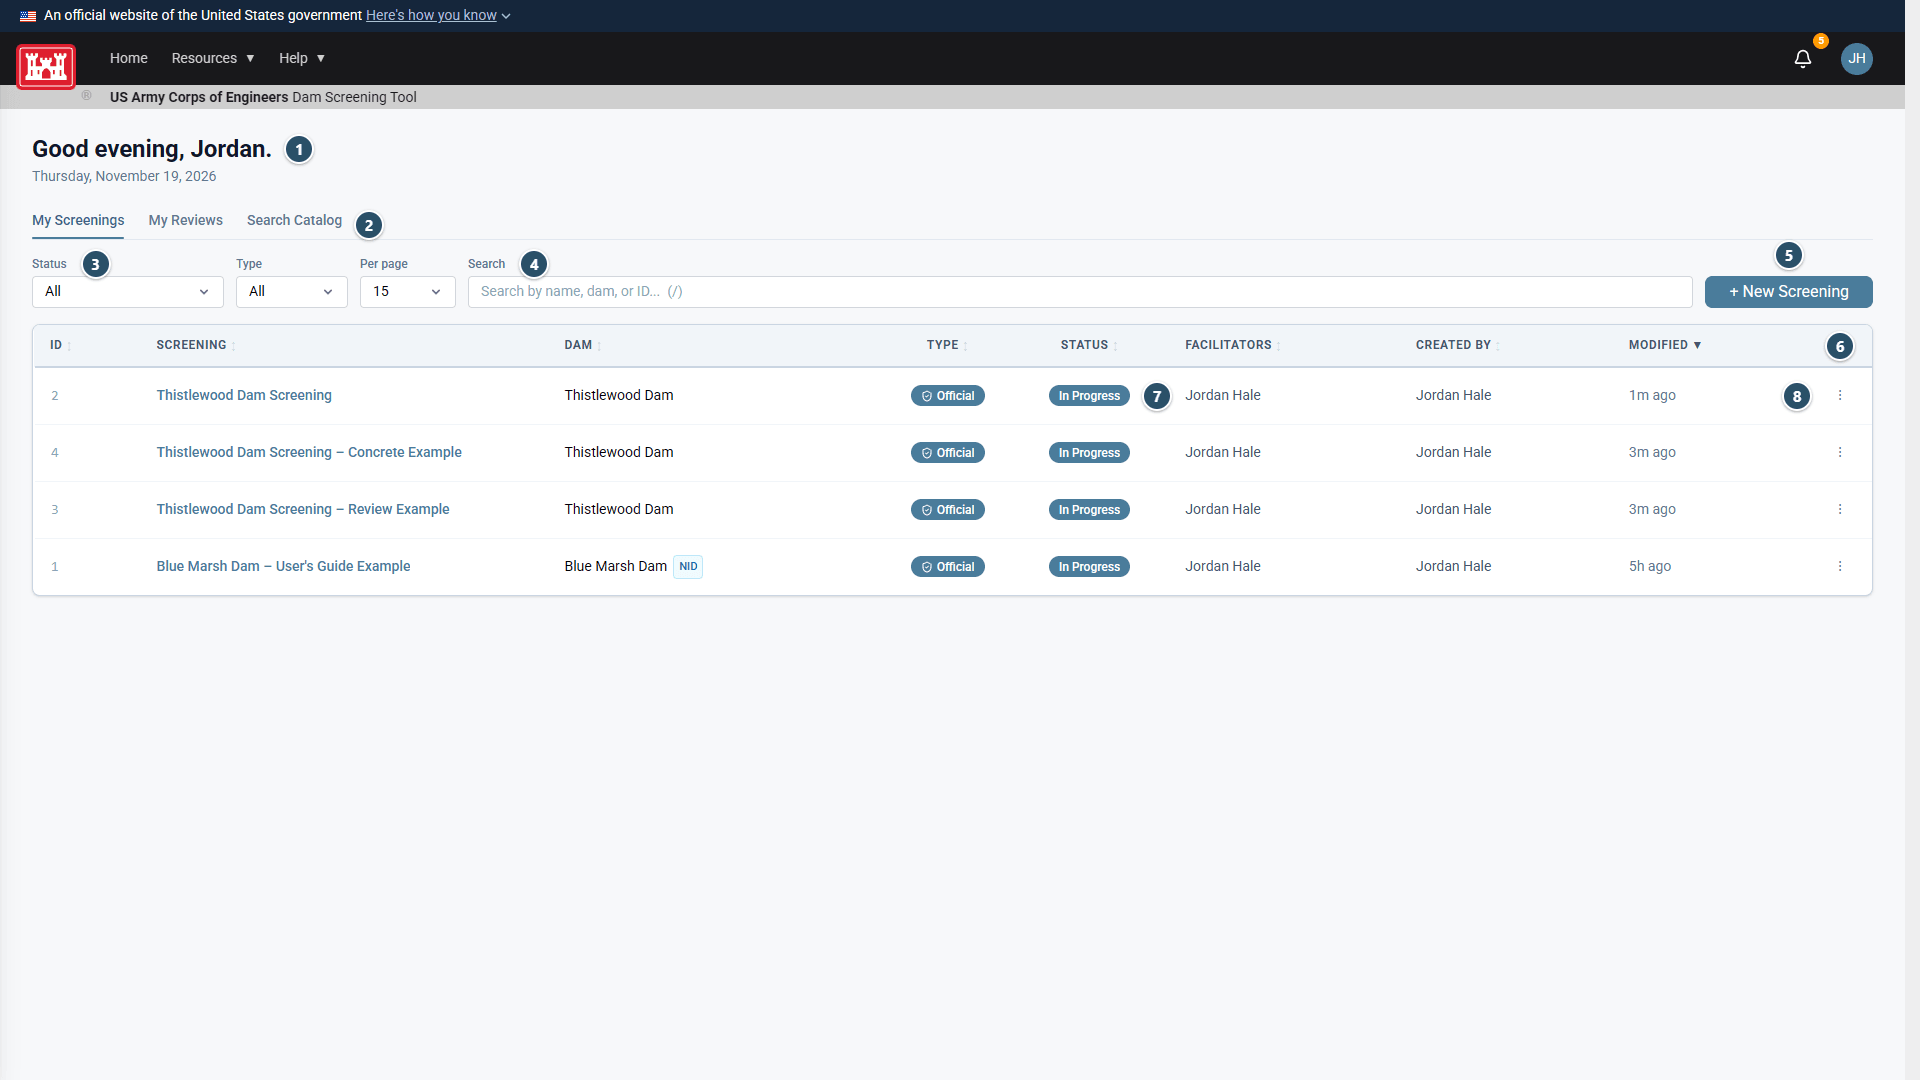 An official website of the United States government Here's how you know
Home Resources ▼ Help ▼ 5 JH
® US Army Corps of Engineers Dam Screening Tool
Good evening, Jordan. 1
Thursday, November 19, 2026
My Screenings My Reviews Search Catalog 2
Status 3 Type Per page Search 4 5
All All 15 Search by name, dam, or ID... (/) + New Screening
ID SCREENING DAM TYPE STATUS FACILITATORS CREATED BY MODIFIED ▼ 6
2 Thistlewood Dam Screening Thistlewood Dam Official In Progress 7 Jordan Hale Jordan Hale 1m ago 8
4 Thistlewood Dam Screening – Concrete Example Thistlewood Dam Official In Progress Jordan Hale Jordan Hale 3m ago
3 Thistlewood Dam Screening – Review Example Thistlewood Dam Official In Progress Jordan Hale Jordan Hale 3m ago
1 Blue Marsh Dam – User's Guide Example Blue Marsh Dam NID Official In Progress Jordan Hale Jordan Hale 5h ago